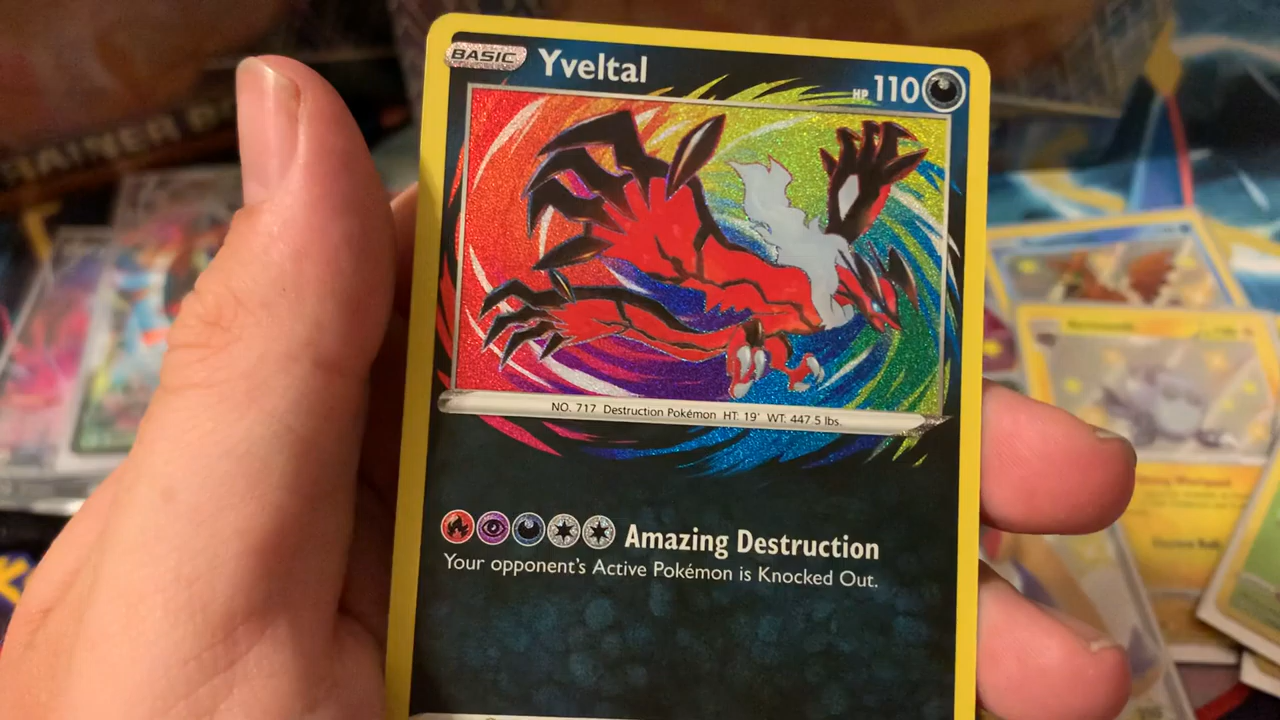 BASIC Yveltal HP 110
NO. 717 Destruction Pokémon HT: 19' WT: 447.5 lbs.
Amazing Destruction
Your opponent's Active Pokémon is Knocked Out.